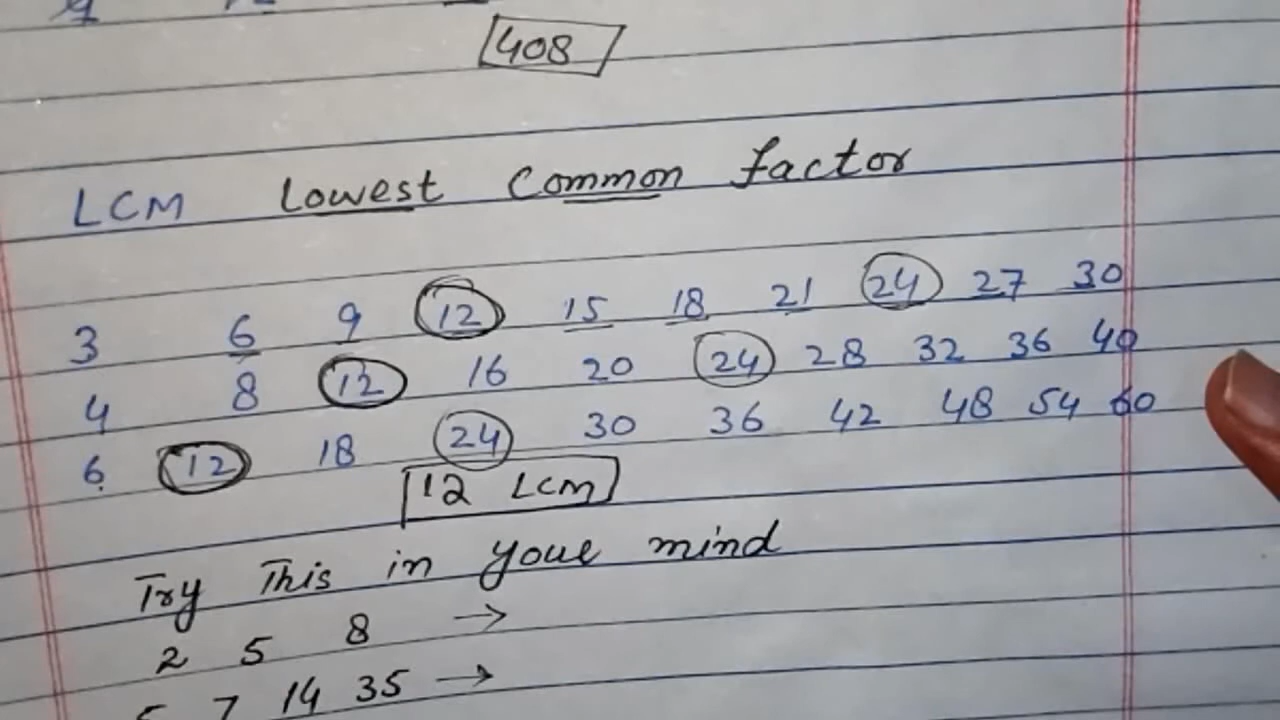 408
LCM Lowest Common factor
3 6 9 12 15 18 21 24 27 30
4 8 12 16 20 24 28 32 36 40
6 12 18 24 30 36 42 48 54 60
12 LCM
Try This in your mind
2 5 8 →
5 7 14 35 →